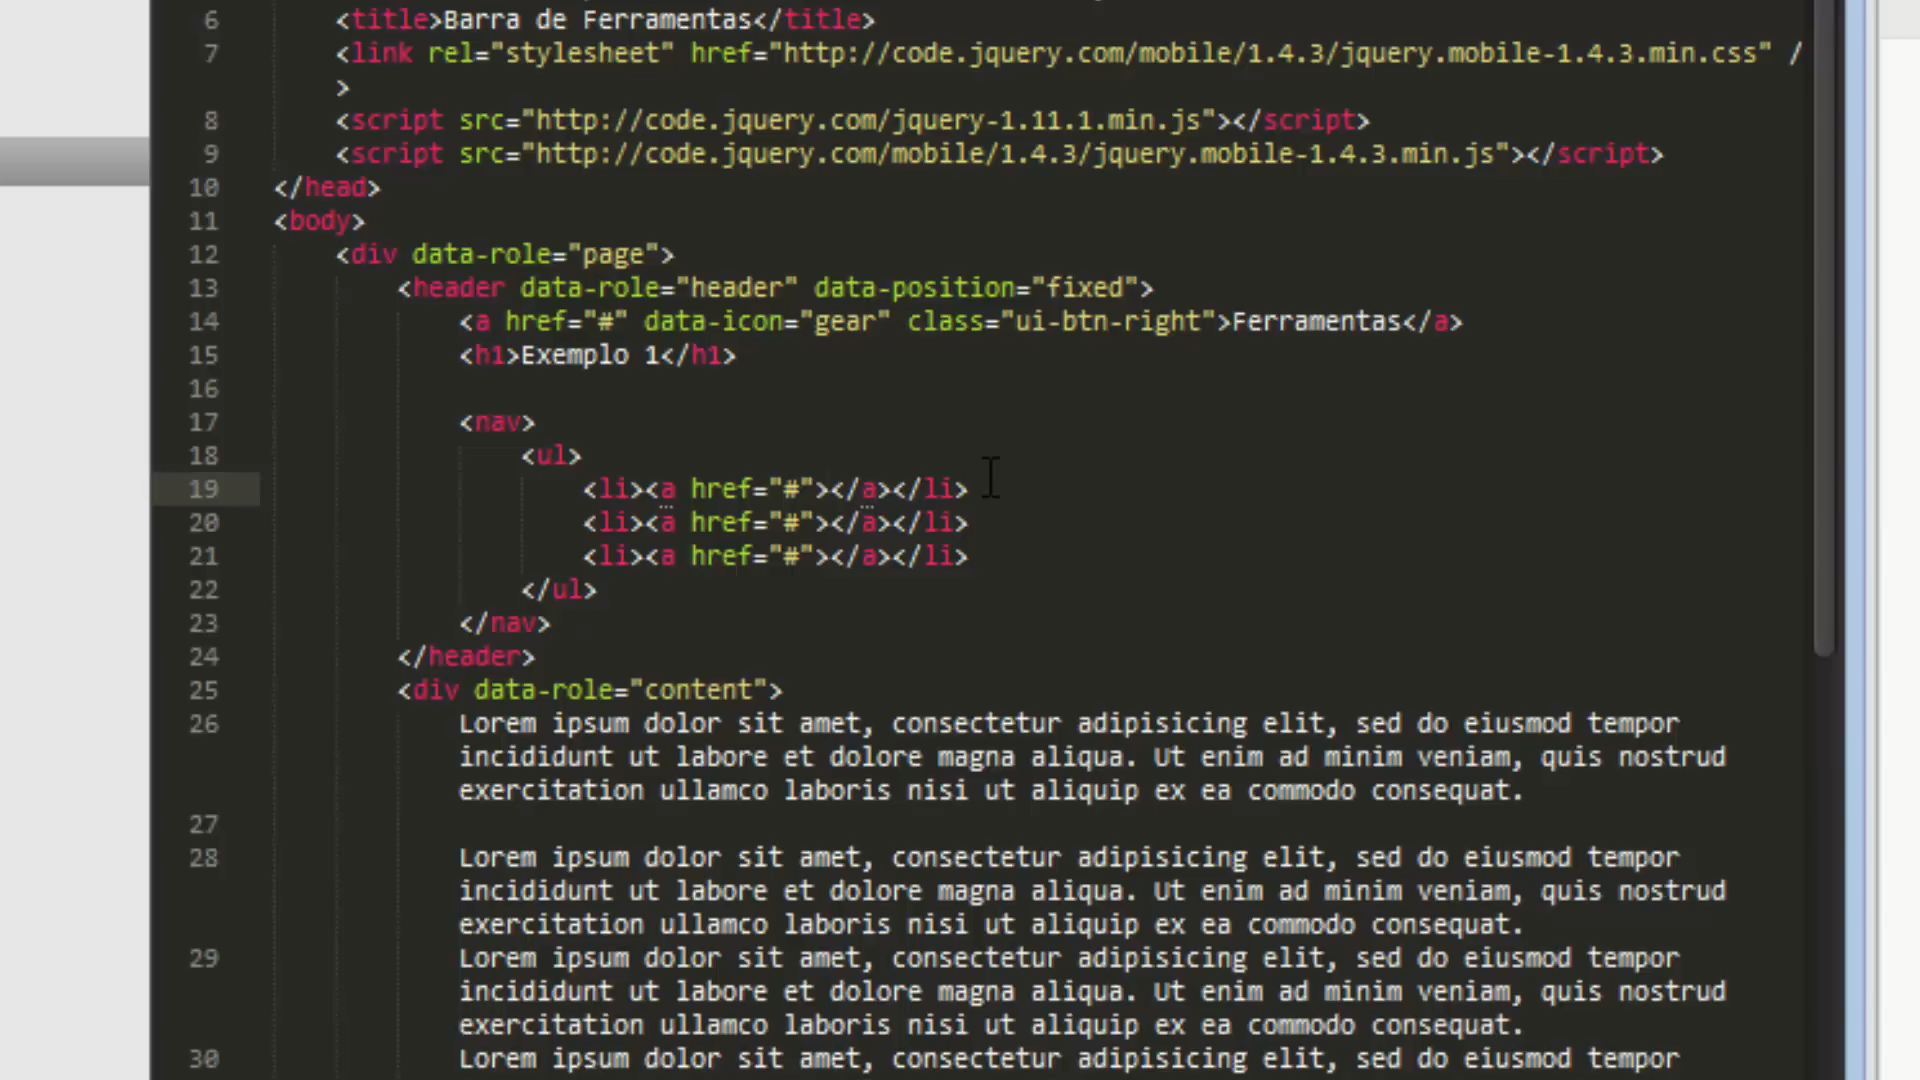 6 <title>Barra de Ferramentas</title>
7 <link rel="stylesheet" href="http://code.jquery.com/mobile/1.4.3/jquery.mobile-1.4.3.min.css" /
>
8 <script src="http://code.jquery.com/jquery-1.11.1.min.js"></script>
9 <script src="http://code.jquery.com/mobile/1.4.3/jquery.mobile-1.4.3.min.js"></script>
10 </head>
11 <body>
12 <div data-role="page">
13 <header data-role="header" data-position="fixed">
14 <a href="#" data-icon="gear" class="ui-btn-right">Ferramentas</a>
15 <h1>Exemplo 1</h1>
16
17 <nav>
18 <ul>
19 <li><a href="#"></a></li>
20 <li><a href="#"></a></li>
21 <li><a href="#"></a></li>
22 </ul>
23 </nav>
24 </header>
25 <div data-role="content">
26 Lorem ipsum dolor sit amet, consectetur adipisicing elit, sed do eiusmod tempor
incididunt ut labore et dolore magna aliqua. Ut enim ad minim veniam, quis nostrud
exercitation ullamco laboris nisi ut aliquip ex ea commodo consequat.
27
28 Lorem ipsum dolor sit amet, consectetur adipisicing elit, sed do eiusmod tempor
incididunt ut labore et dolore magna aliqua. Ut enim ad minim veniam, quis nostrud
exercitation ullamco laboris nisi ut aliquip ex ea commodo consequat.
29 Lorem ipsum dolor sit amet, consectetur adipisicing elit, sed do eiusmod tempor
incididunt ut labore et dolore magna aliqua. Ut enim ad minim veniam, quis nostrud
exercitation ullamco laboris nisi ut aliquip ex ea commodo consequat.
30 Lorem ipsum dolor sit amet, consectetur adipisicing elit, sed do eiusmod tempor